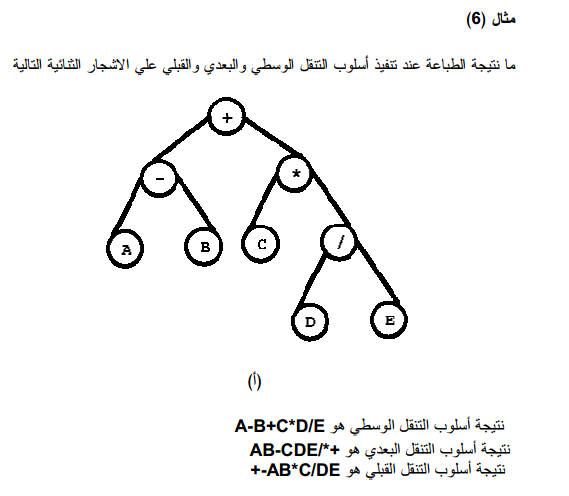 مثال (6)
ما نتيجة الطباعة عند تنفيذ أسلوب التنقل الوسطي والبعدي والقبلي علي الاشجار الثنائية التالية
+
- *
A B C /
D E
(أ)
نتيجة أسلوب التنقل الوسطي هو A-B+C*D/E
نتيجة أسلوب التنقل البعدي هو AB-CDE/*+
نتيجة أسلوب التنقل القبلي هو +-AB*C/DE